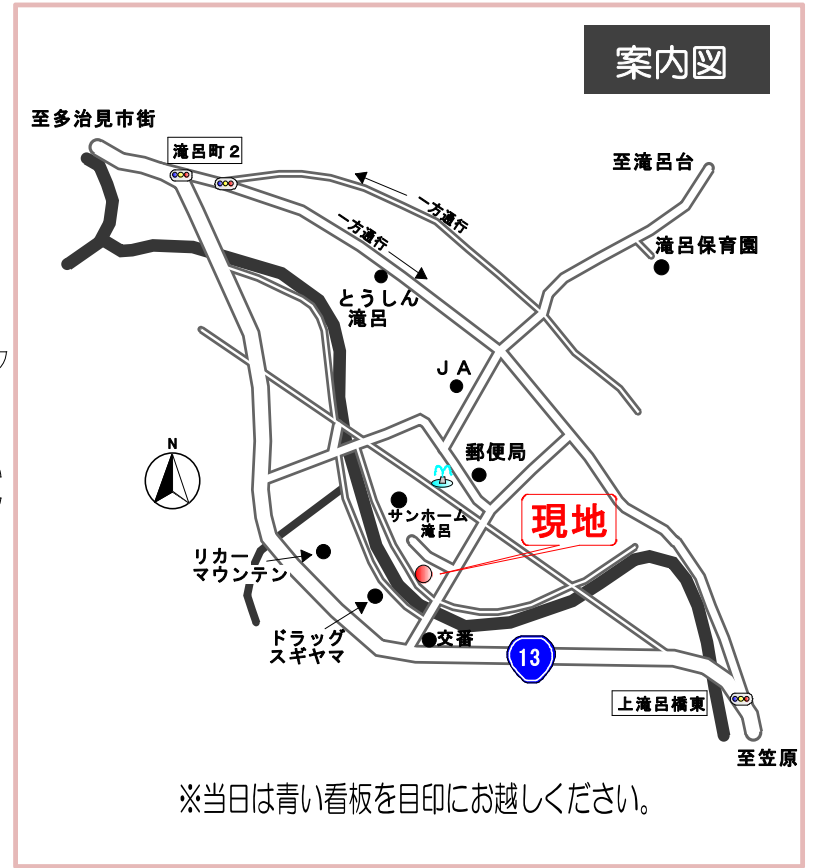 案内図
至多治見市街
滝呂町2
至滝呂台
一方通行
一方通行
滝呂保育園
とうしん
滝呂
JA
N
郵便局
サンホーム
滝呂
現地
リカー
マウンテン
ドラッグ
スギヤマ
交番
13
上滝呂橋東
至笠原
※当日は青い看板を目印にお越しください。